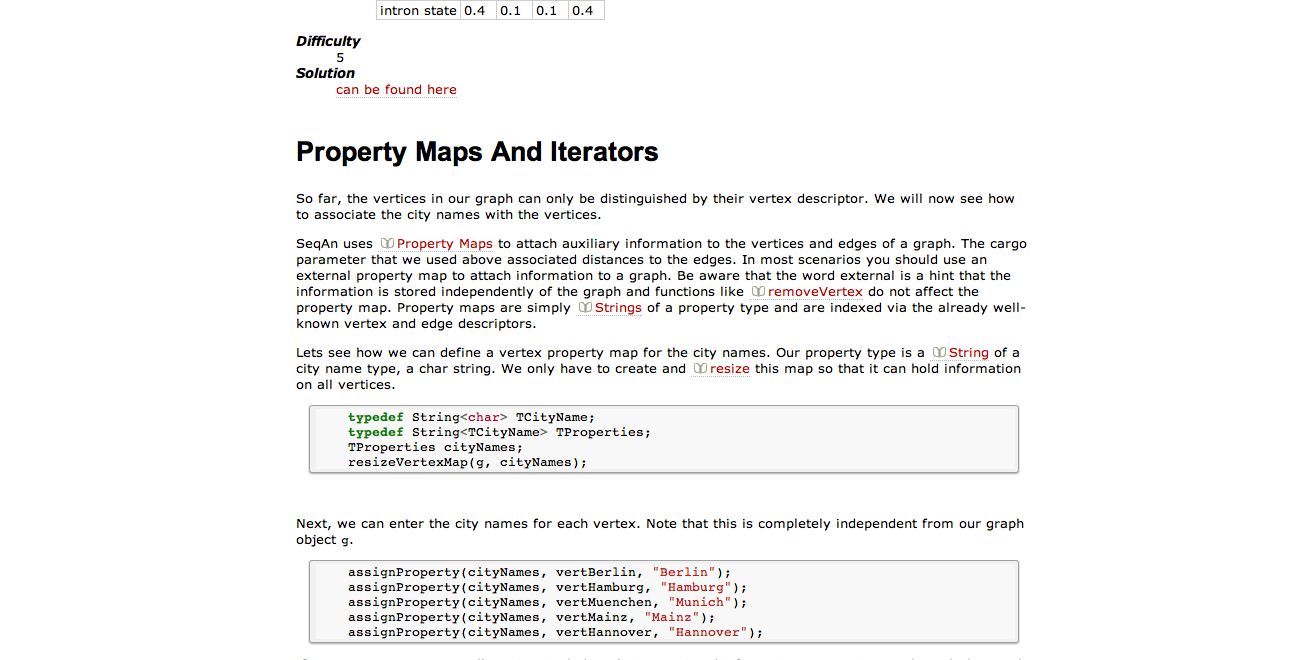 intron state 0.4 0.1 0.1 0.4
Difficulty
5
Solution
can be found here
Property Maps And Iterators
So far, the vertices in our graph can only be distinguished by their vertex descriptor. We will now see how
to associate the city names with the vertices.
SeqAn uses Property Maps to attach auxiliary information to the vertices and edges of a graph. The cargo
parameter that we used above associated distances to the edges. In most scenarios you should use an
external property map to attach information to a graph. Be aware that the word external is a hint that the
information is stored independently of the graph and functions like removeVertex do not affect the
property map. Property maps are simply Strings of a property type and are indexed via the already well-
known vertex and edge descriptors.
Lets see how we can define a vertex property map for the city names. Our property type is a String of a
city name type, a char string. We only have to create and resize this map so that it can hold information
on all vertices.
typedef String<char> TCityName;
typedef String<TCityName> TProperties;
TProperties cityNames;
resizeVertexMap(g, cityNames);
Next, we can enter the city names for each vertex. Note that this is completely independent from our graph
object g.
assignProperty(cityNames, vertBerlin, "Berlin");
assignProperty(cityNames, vertHamburg, "Hamburg");
assignProperty(cityNames, vertMuenchen, "Munich");
assignProperty(cityNames, vertMainz, "Mainz");
assignProperty(cityNames, vertHannover, "Hannover");